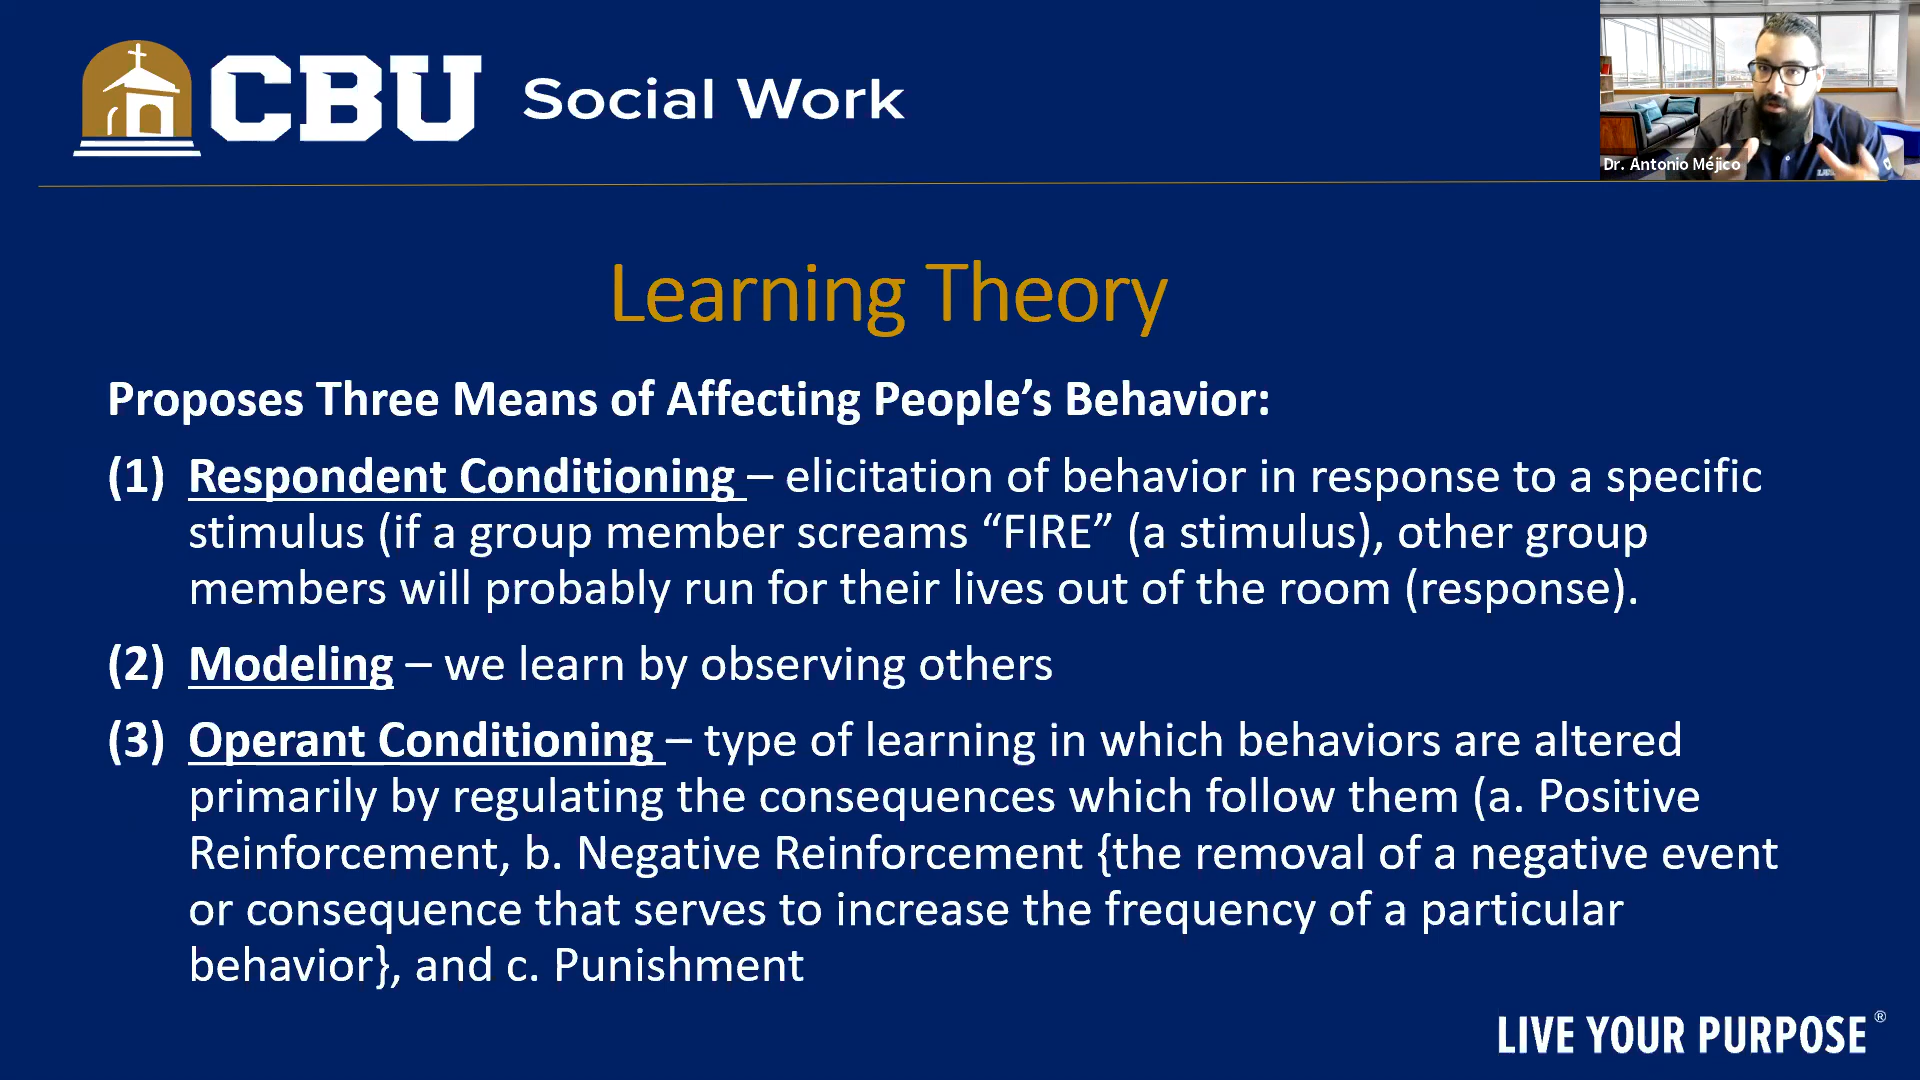 CBU Social Work
Dr. Antonio Méjico
Learning Theory
Proposes Three Means of Affecting People’s Behavior:
(1) Respondent Conditioning – elicitation of behavior in response to a specific
stimulus (if a group member screams “FIRE” (a stimulus), other group
members will probably run for their lives out of the room (response).
(2) Modeling – we learn by observing others
(3) Operant Conditioning – type of learning in which behaviors are altered
primarily by regulating the consequences which follow them (a. Positive
Reinforcement, b. Negative Reinforcement {the removal of a negative event
or consequence that serves to increase the frequency of a particular
behavior}, and c. Punishment
LIVE YOUR PURPOSE®